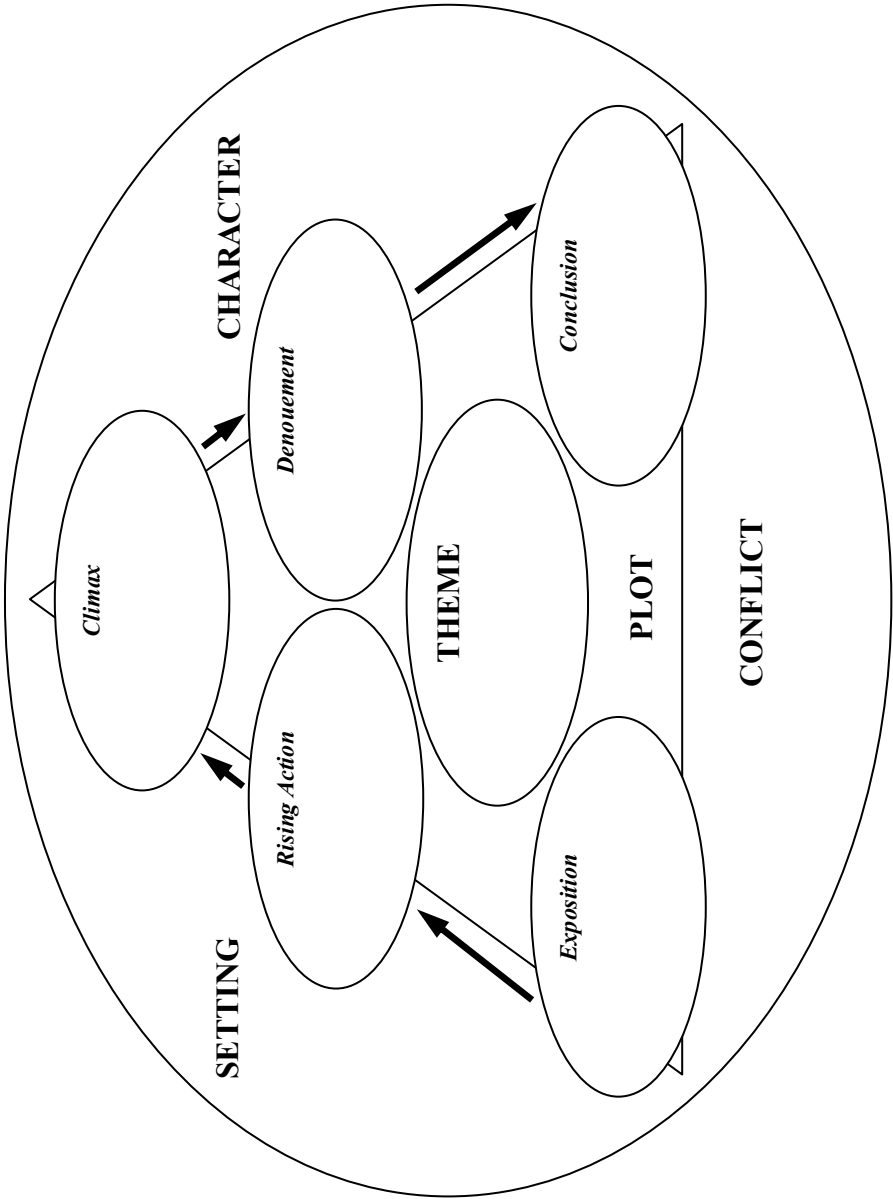 Climax
SETTING
CHARACTER
Rising Action
Denouement
THEME
Exposition
Conclusion
PLOT
CONFLICT